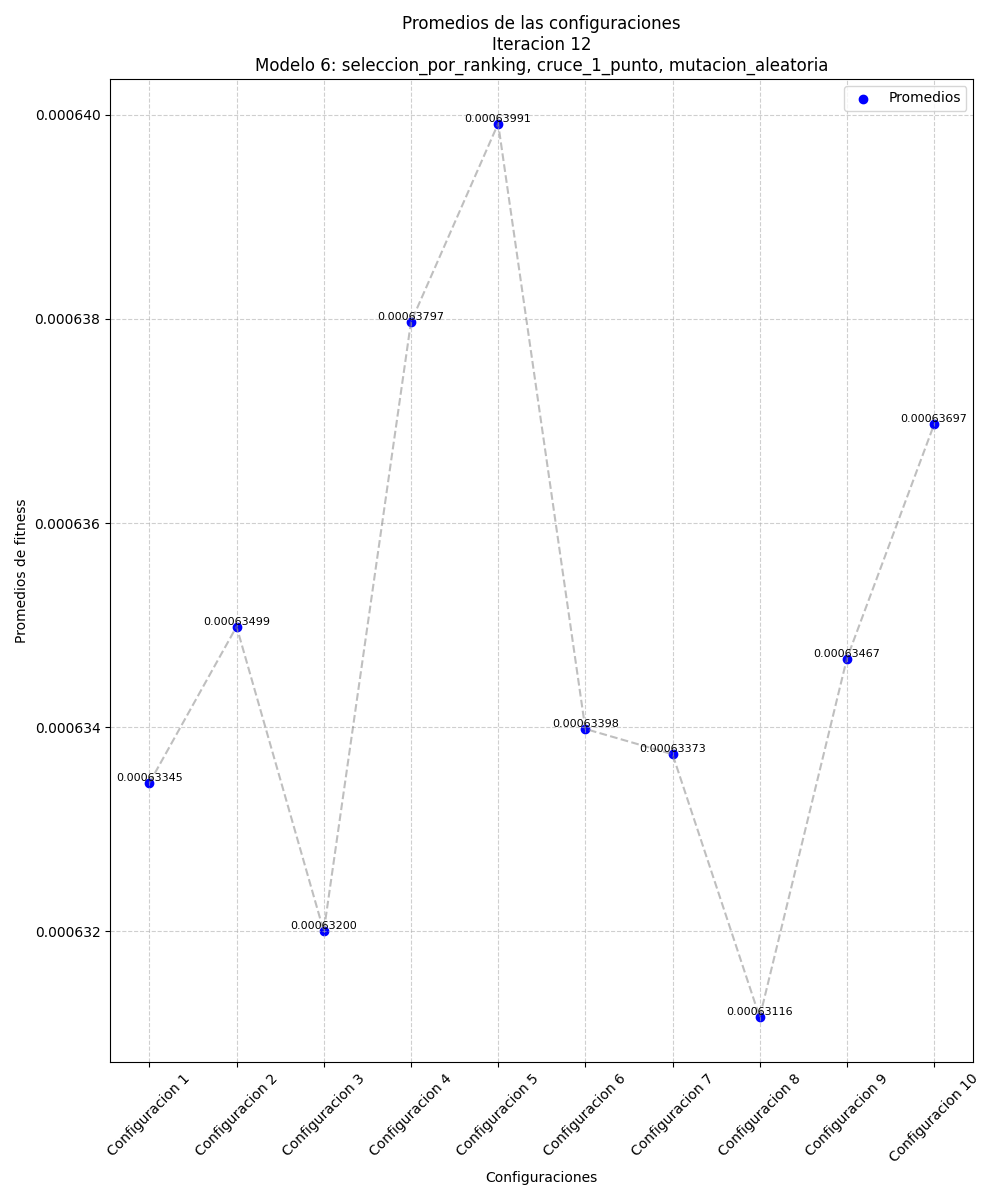 Promedios de las configuraciones
Iteracion 12
Modelo 6: seleccion_por_ranking, cruce_1_punto, mutacion_aleatoria
Promedios
0.000640
0.000638
0.000636
0.000634
0.000632
Promedios de fitness
0.00063345
0.00063499
0.00063200
0.00063797
0.00063991
0.00063398
0.00063373
0.00063116
0.00063467
0.00063697
Configuracion 1
Configuracion 2
Configuracion 3
Configuracion 4
Configuracion 5
Configuracion 6
Configuracion 7
Configuracion 8
Configuracion 9
Configuracion 10
Configuraciones